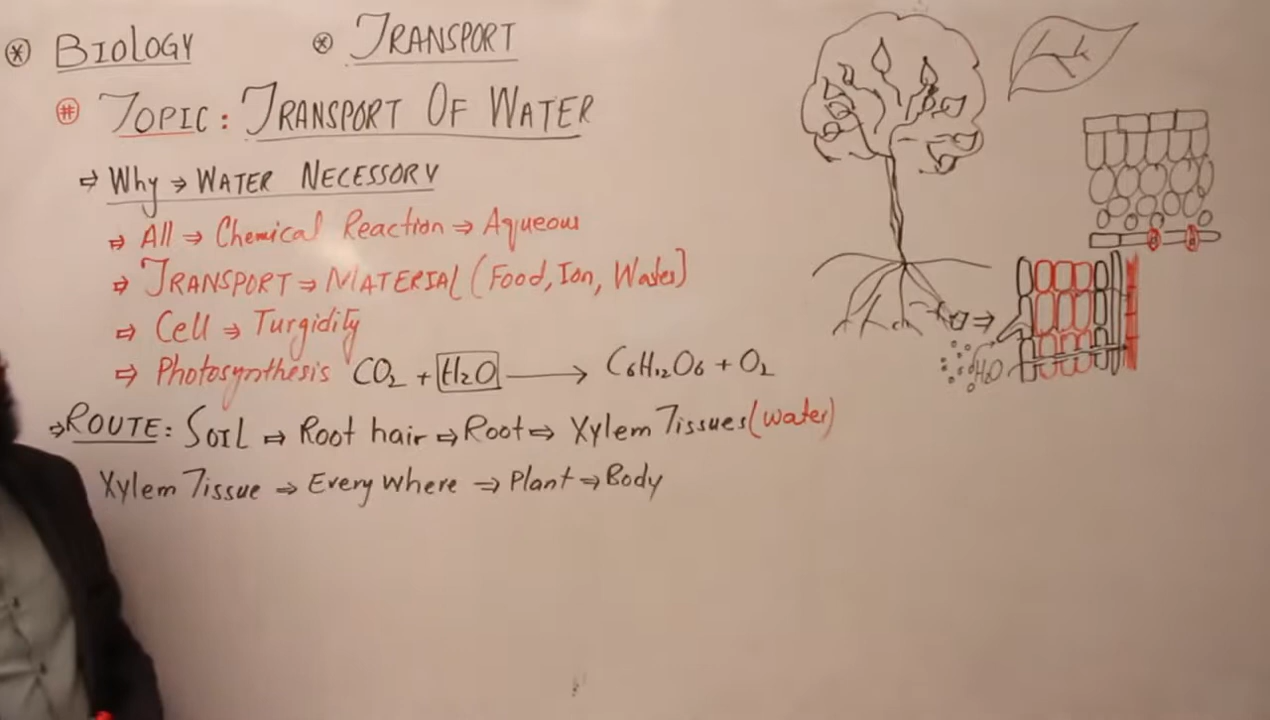 ⊛ BIOLOGY ⊛ TRANSPORT
# TOPIC: TRANSPORT OF WATER
⇒ Why → WATER NECESSORY
⇒ All → Chemical Reaction ⇒ Aqueous
⇒ TRANSPORT ⇒ MATERIAL (Food, Ion, Water)
⇒ Cell ⇒ Turgidity
⇒ Photosynthesis CO2 + H2O → C6H12O6 + O2
⇒ ROUTE: SOIL ⇒ Root hair ⇒ Root ⇒ Xylem Tissues (water)
Xylem Tissue ⇒ Every Where → Plant → Body
H2O